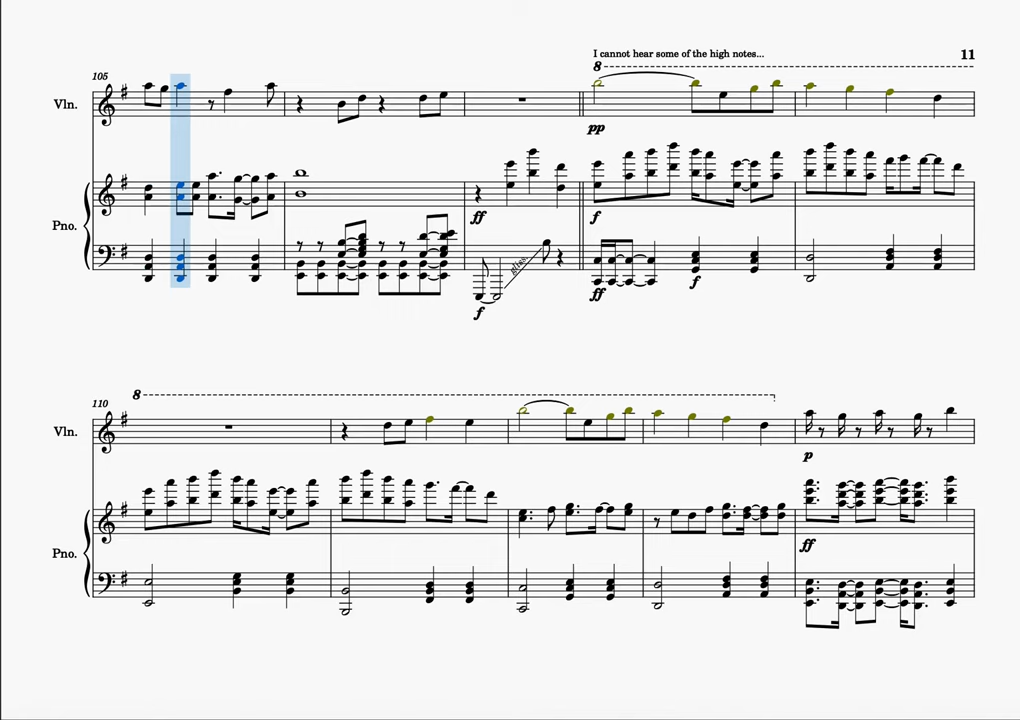 I cannot hear some of the high notes...
11
8
105
Vln.
pp
Pno.
ff
f
gliss.
ff
f
f
8
110
Vln.
p
Pno.
ff